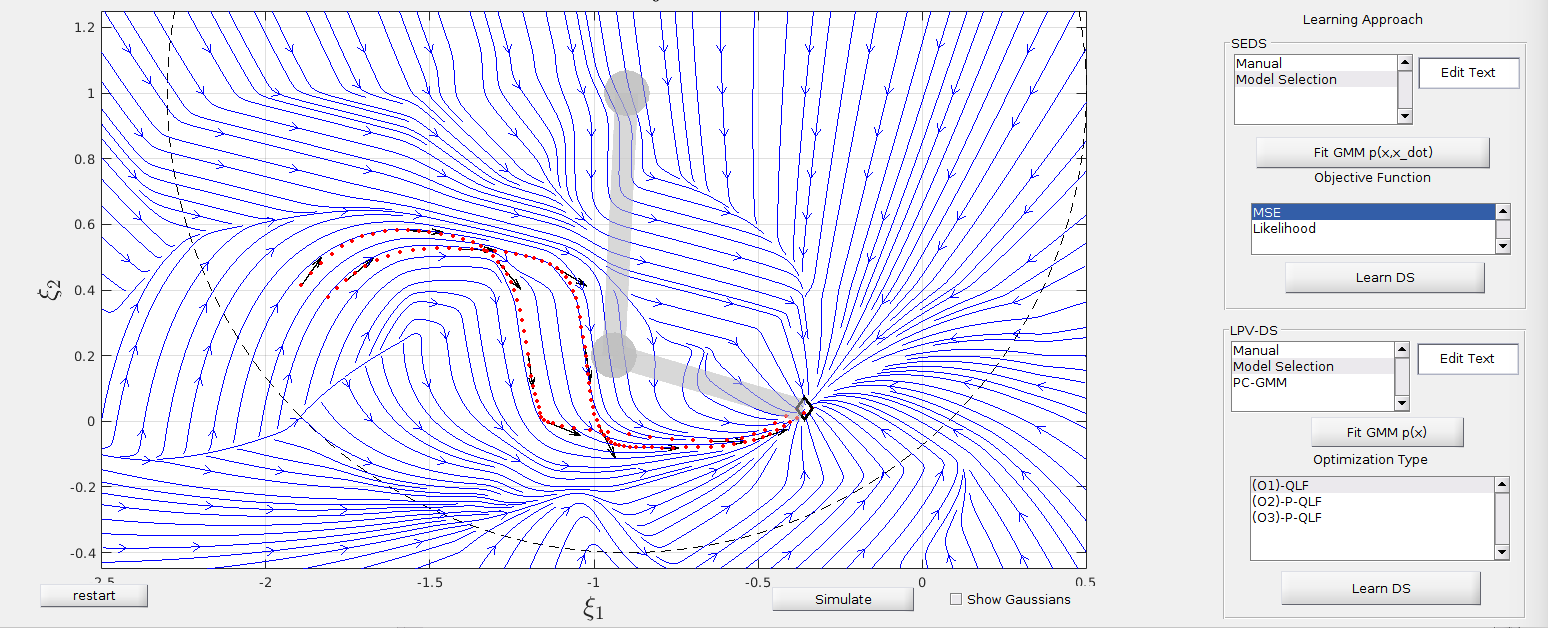 1.2
1
0.8
0.6
0.4
0.2
0
-0.2
-0.4
ξ2
2.5
-2
-1.5
-1
-0.5
0
0.5
ξ1
restart
Simulate
Show Gaussians
Learning Approach
SEDS
Manual
Model Selection
Edit Text
Fit GMM p(x,x_dot)
Objective Function
MSE
Likelihood
Learn DS
LPV-DS
Manual
Model Selection
PC-GMM
Edit Text
Fit GMM p(x)
Optimization Type
(O1)-QLF
(O2)-P-QLF
(O3)-P-QLF
Learn DS